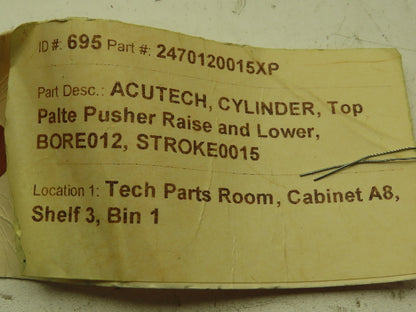 ID #: 695 Part #: 2470120015XP
Part Desc.: ACUTECH, CYLINDER, Top
Palte Pusher Raise and Lower,
BORE012, STROKE0015
Location 1: Tech Parts Room, Cabinet A8,
Shelf 3, Bin 1